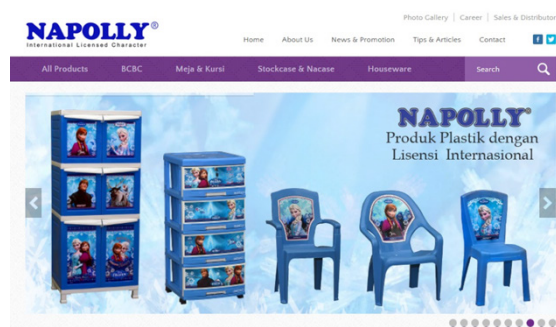 NAPOLLY®
International Licensed Character
Photo Callery | Career | Sales & Distributor
Home About Us News & Promotion Tips & Articles Contact
All Products BCBC Meja & Kursi Stockcase & Nacase Houseware Search
NAPOLLY®
Produk Plastik dengan
Lisensi Internasional